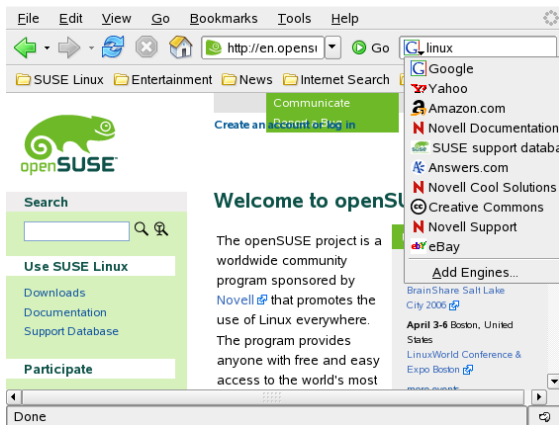 File Edit View Go Bookmarks Tools Help
http://en.opensu Go linux
SUSE Linux Entertainment News Internet Search
Google
Yahoo
Amazon.com
Novell Documentation
SUSE support databa
Answers.com
Novell Cool Solutions
Creative Commons
Novell Support
eBay
Add Engines...
openSUSE
Communicate
Create an account or log in
Search
Use SUSE Linux
Downloads
Documentation
Support Database
Participate
Welcome to openSU
The openSUSE project is a
worldwide community
program sponsored by
Novell that promotes the
use of Linux everywhere.
The program provides
anyone with free and easy
access to the world's most
BrainShare Salt Lake
City 2006
April 3-6 Boston, United
States
LinuxWorld Conference &
Expo Boston
more events
Done